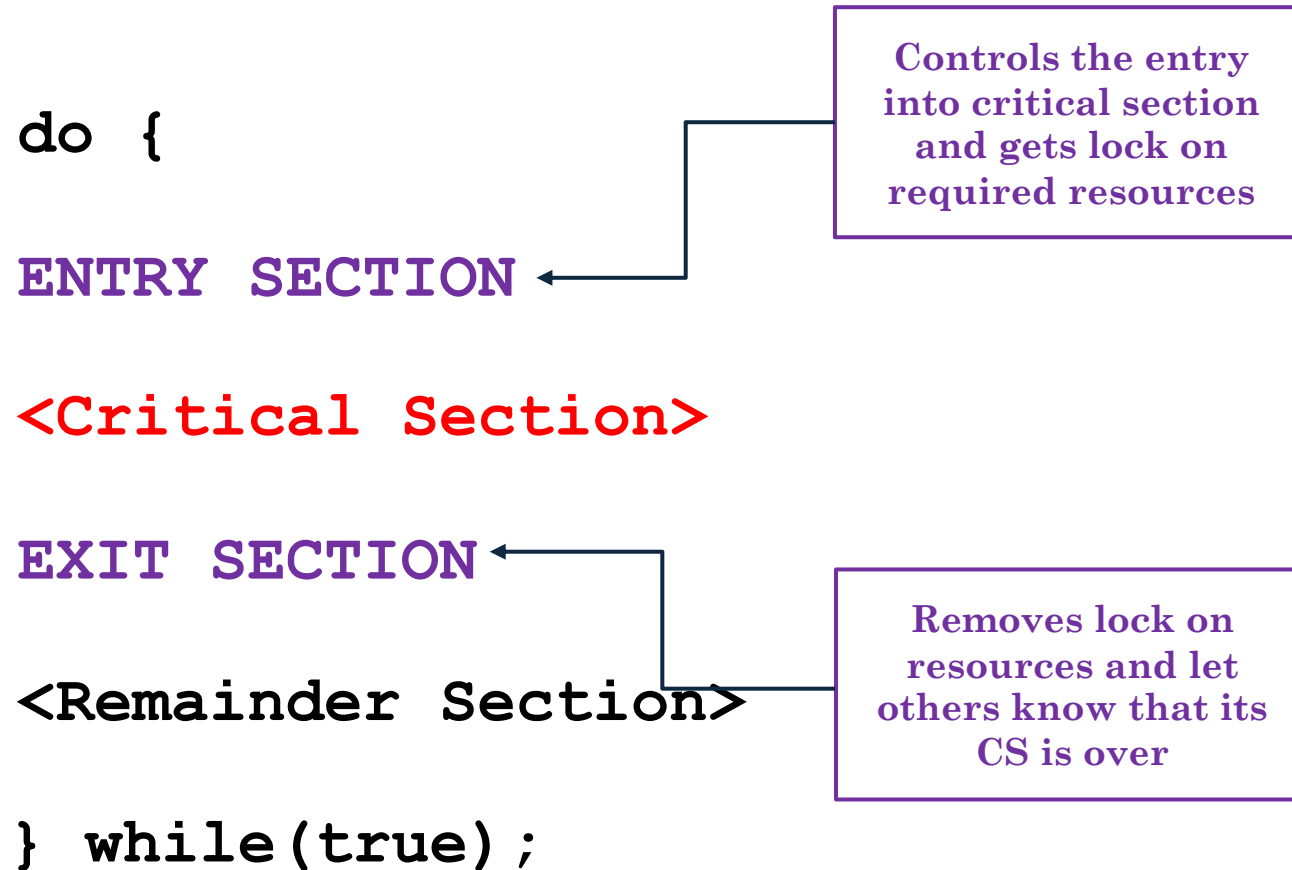 Controls the entry
into critical section
and gets lock on
required resources
do {
ENTRY SECTION
<Critical Section>
EXIT SECTION
Removes lock on
resources and let
others know that its
CS is over
<Remainder Section>
} while(true);